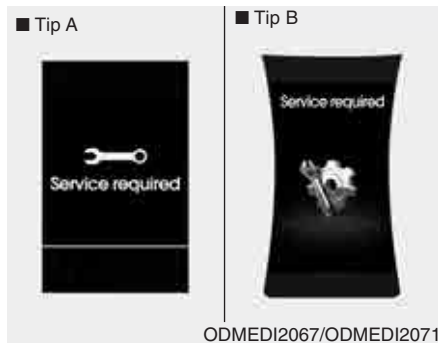 ■ Tip A
■ Tip B
Service required
Service required
ODMEDI2067/ODMEDI2071